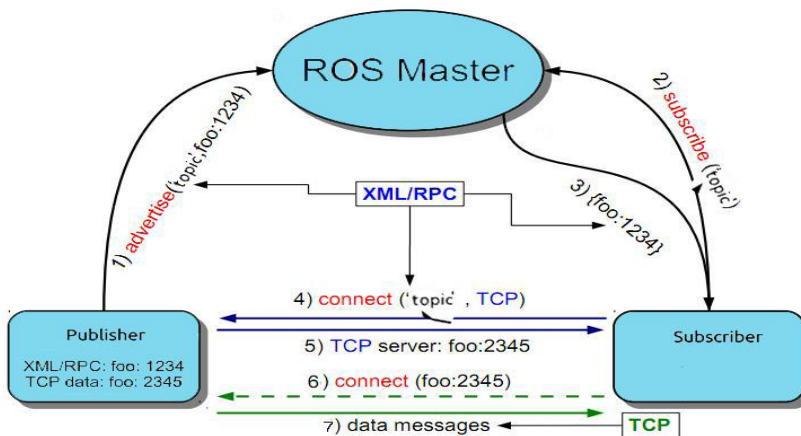 ROS Master
1) advertise('topic',foo:1234)
2) subscribe ('topic')
XML/RPC
3) {foo:1234}
4) connect ('topic' , TCP)
Publisher
XML/RPC: foo: 1234
TCP data: foo: 2345
5) TCP server: foo:2345
Subscriber
6) connect (foo:2345)
7) data messages
TCP